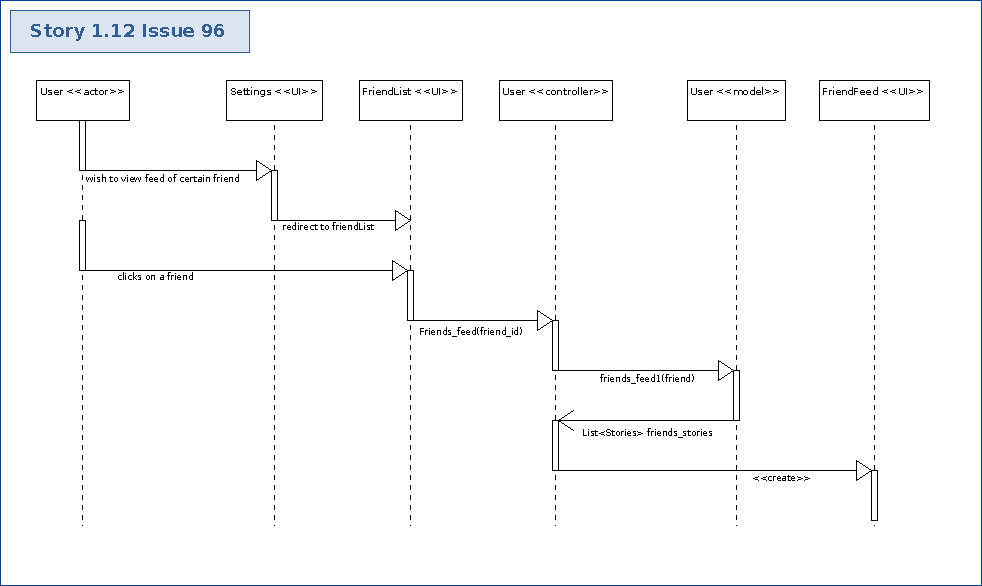 Story 1.12 Issue 96
User <<actor>>
Settings <<UI>>
FriendList <<UI>>
User <<controller>>
User <<model>>
FriendFeed <<UI>>
wish to view feed of certain friend
redirect to friendList
clicks on a friend
Friends_feed(friend_id)
friends_feed1(friend)
List<Stories> friends_stories
<<create>>